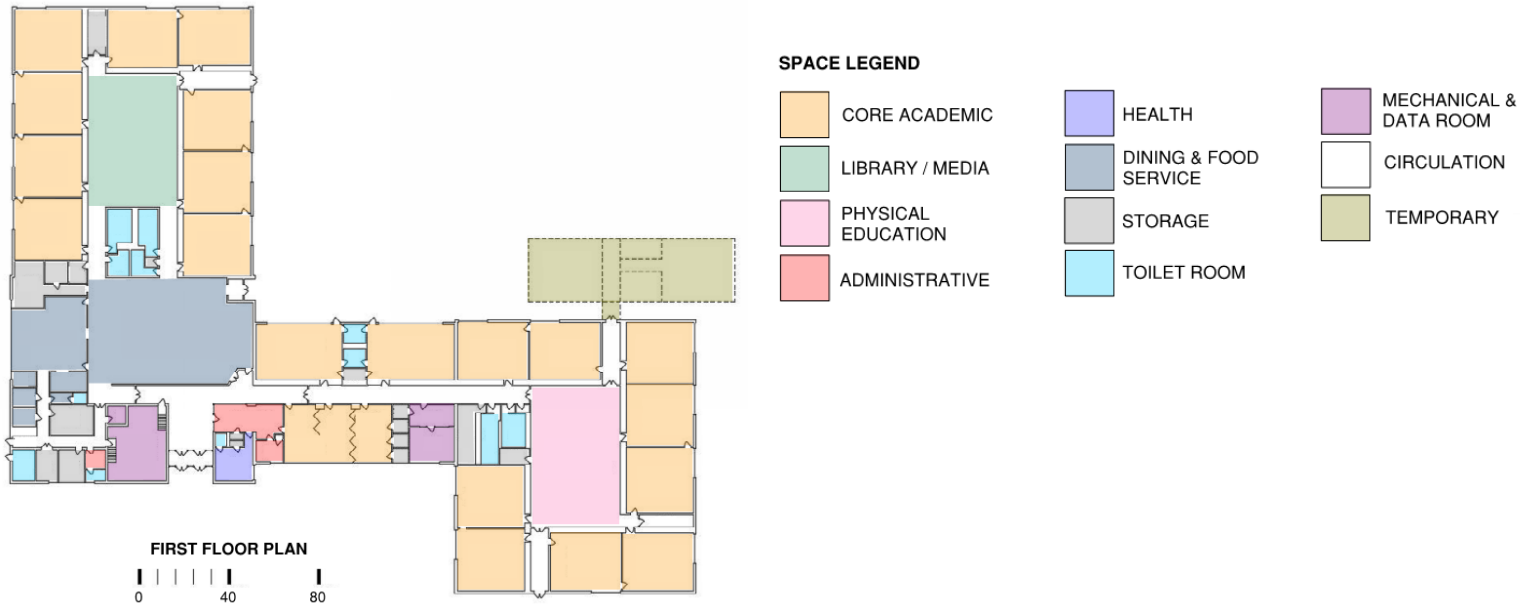 SPACE LEGEND
CORE ACADEMIC
LIBRARY / MEDIA
PHYSICAL
EDUCATION
ADMINISTRATIVE
HEALTH
DINING & FOOD
SERVICE
STORAGE
TOILET ROOM
MECHANICAL &
DATA ROOM
CIRCULATION
TEMPORARY
FIRST FLOOR PLAN
0 40 80